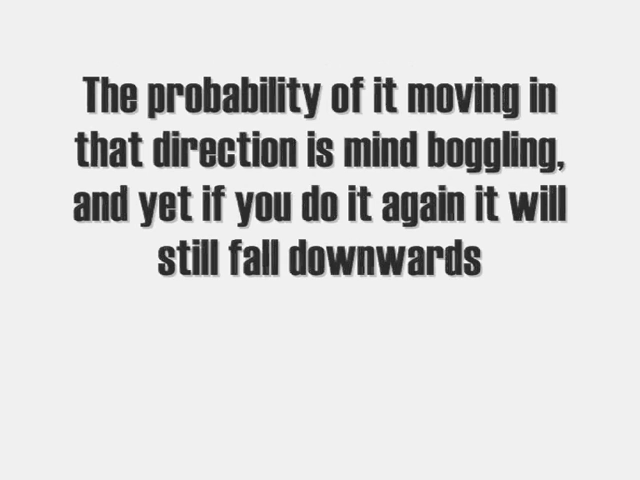 The probability of it moving in
that direction is mind boggling,
and yet if you do it again it will
still fall downwards